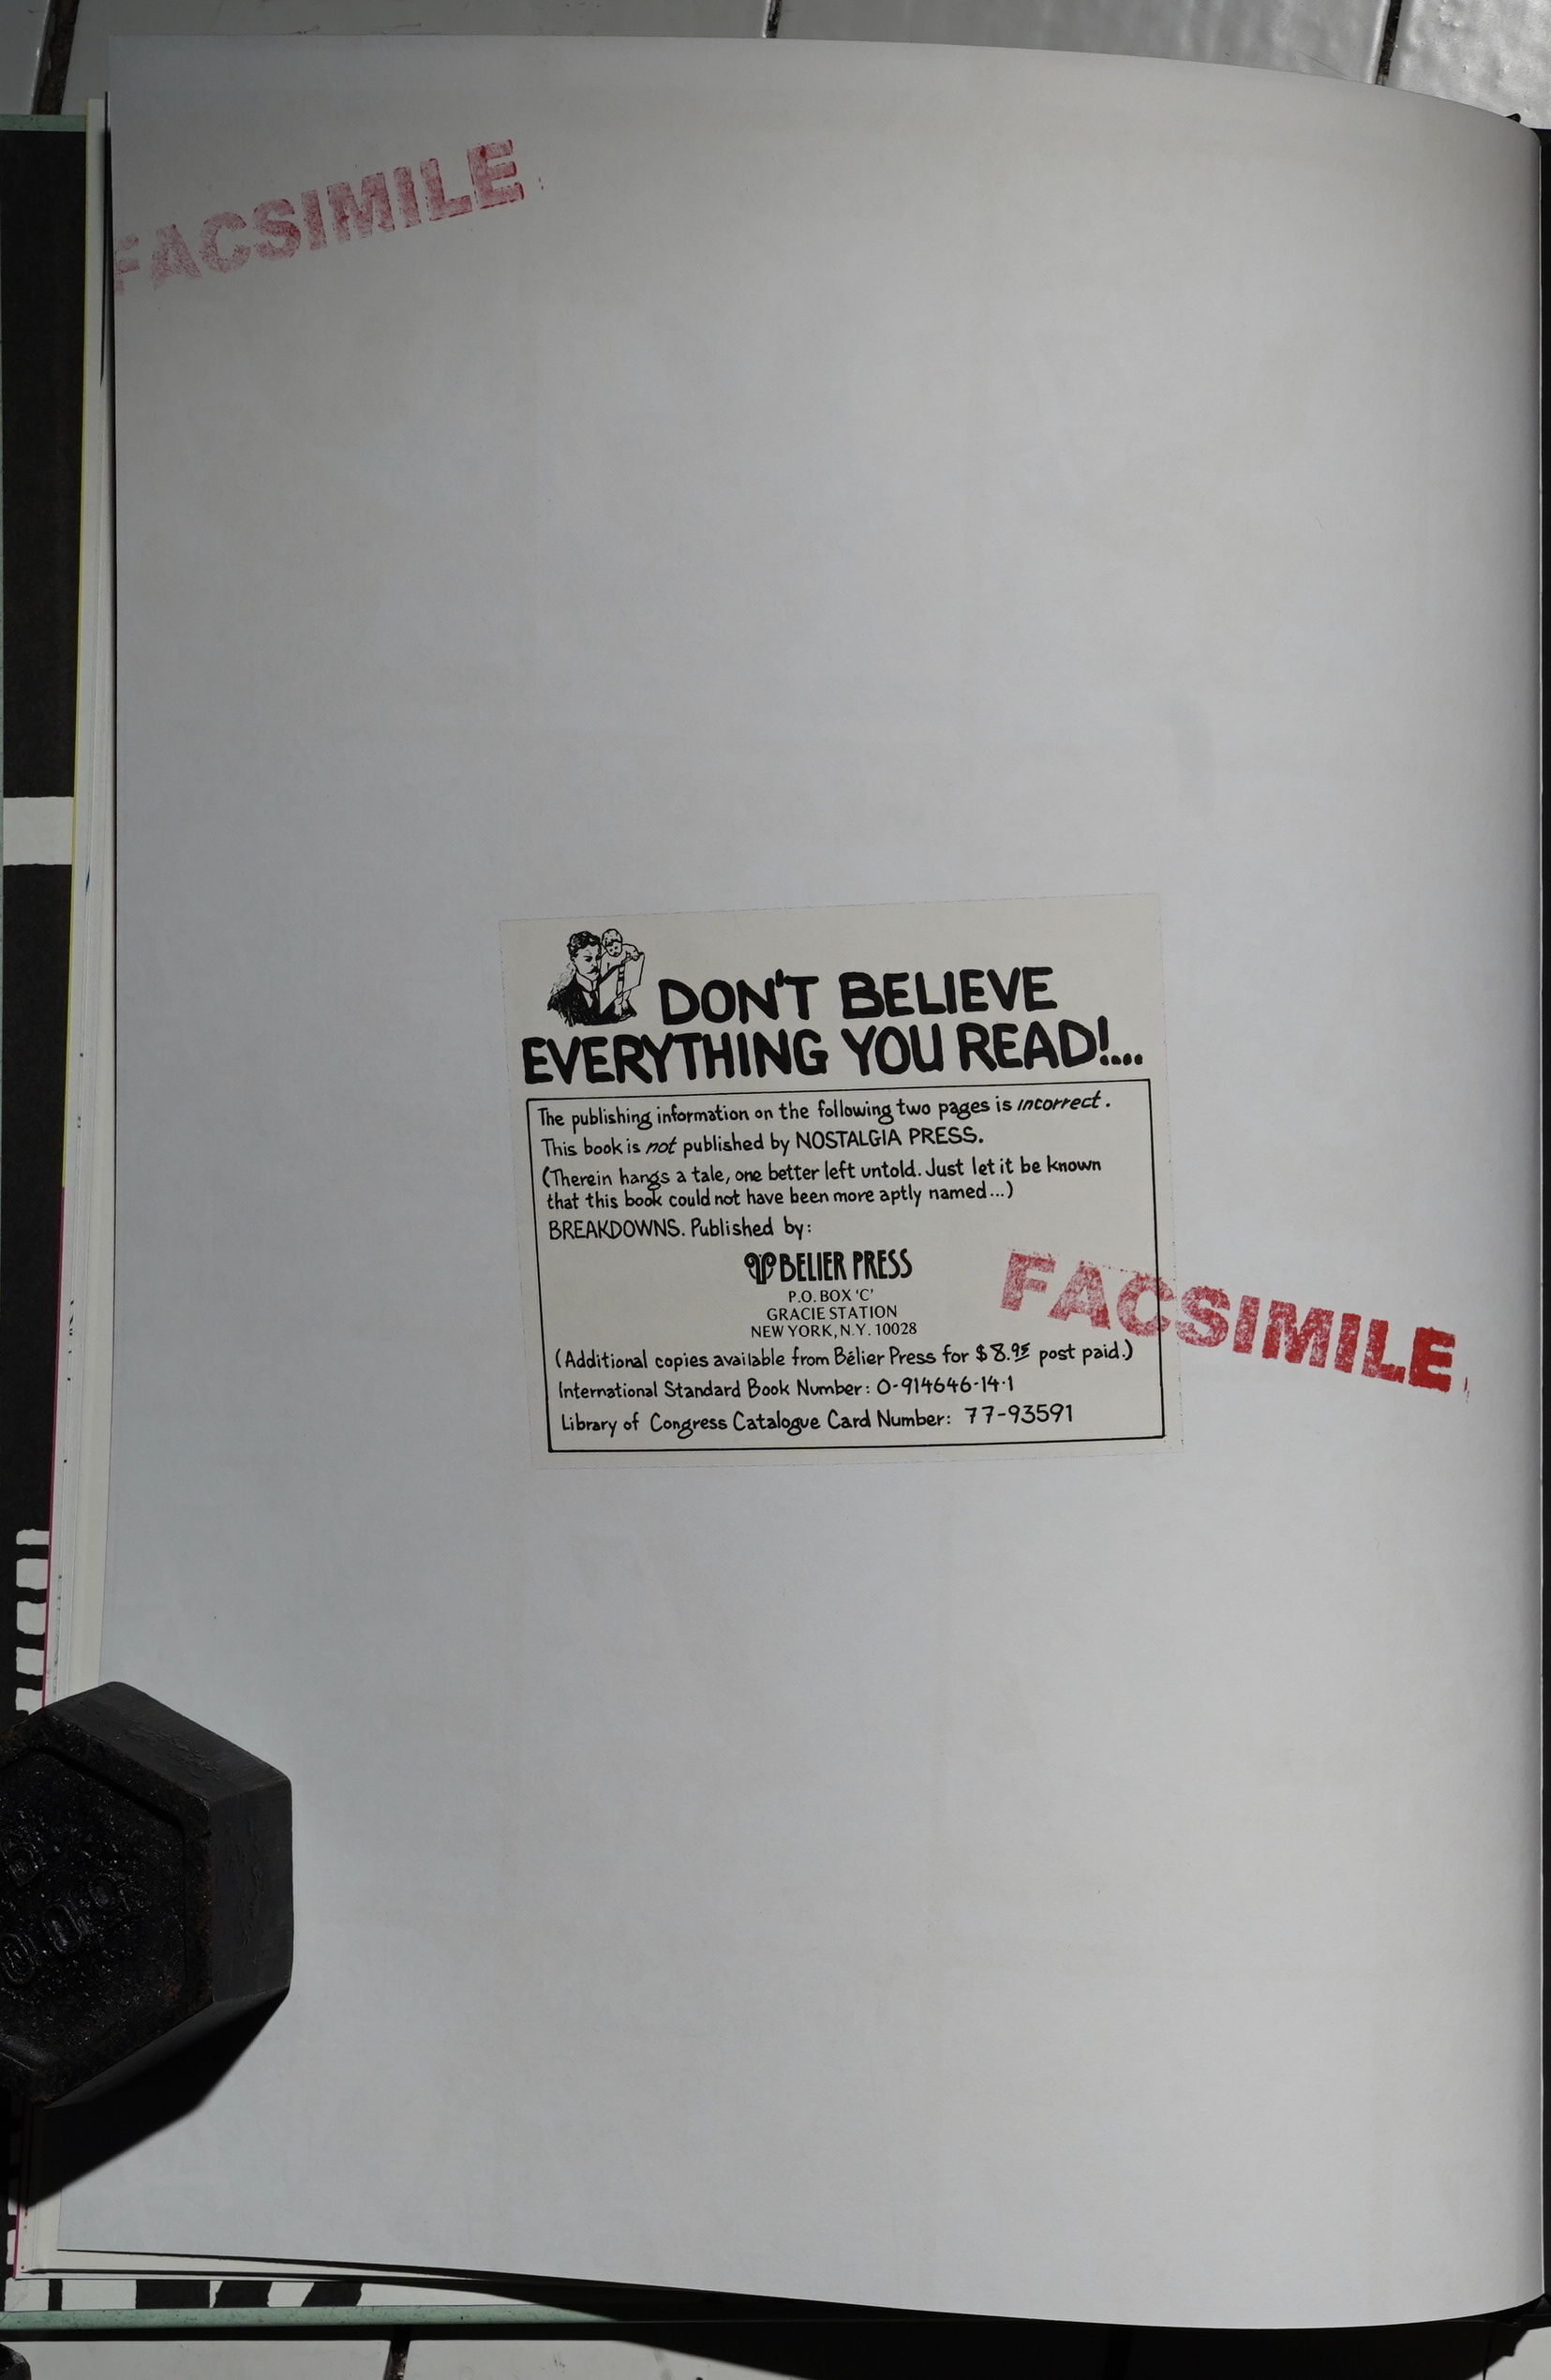 FACSIMILE
DON'T BELIEVE
EVERYTHING YOU READ!...
The publishing information on the following two pages is incorrect.
This book is not published by NOSTALGIA PRESS.
(Therein hangs a tale, one better left untold. Just let it be known
that this book could not have been more aptly named...)
BREAKDOWNS. Published by:
BELIER PRESS
P.O. BOX 'C'
GRACIE STATION
NEW YORK, N.Y. 10028
FACSIMILE
(Additional copies available from Bélier Press for $8.95 post paid.)
International Standard Book Number: 0-914646-14-1
Library of Congress Catalogue Card Number: 77-93591